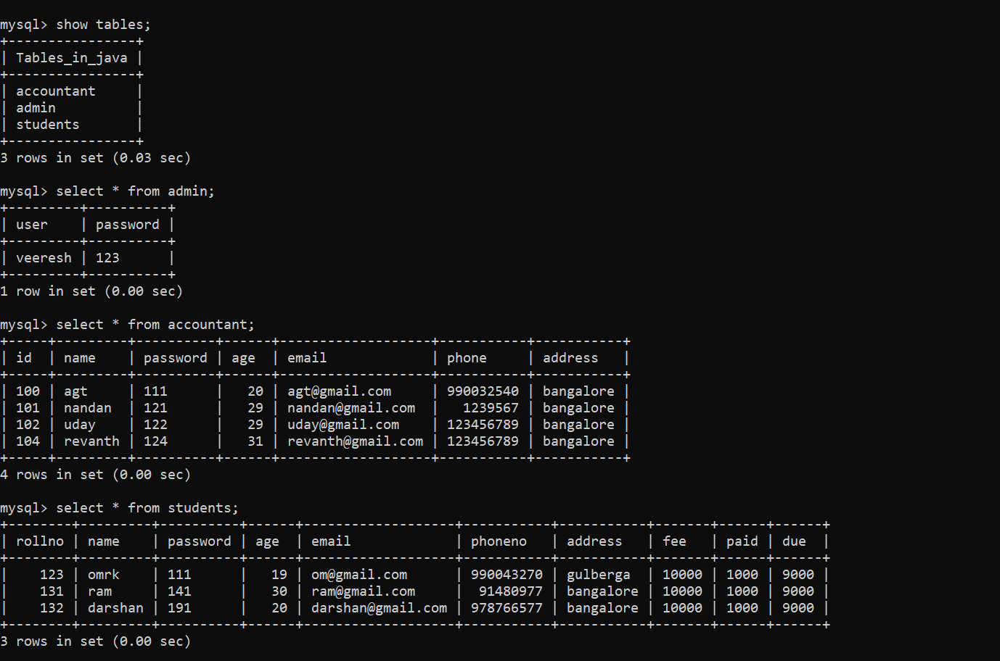 mysql> show tables;
+----------------+
| Tables_in_java |
+----------------+
| accountant     |
| admin          |
| students       |
+----------------+
3 rows in set (0.03 sec)

mysql> select * from admin;
+---------+----------+
| user    | password |
+---------+----------+
| veeresh | 123      |
+---------+----------+
1 row in set (0.00 sec)

mysql> select * from accountant;
+-----+---------+----------+------+-------------------+-----------+-----------+
| id  | name    | password | age  | email             | phone     | address   |
+-----+---------+----------+------+-------------------+-----------+-----------+
| 100 | agt     | 111      |   20 | agt@gmail.com     | 990032540 | bangalore |
| 101 | nandan  | 121      |   29 | nandan@gmail.com  |   1239567 | bangalore |
| 102 | uday    | 122      |   29 | uday@gmail.com    | 123456789 | bangalore |
| 104 | revanth | 124      |   31 | revanth@gmail.com | 123456789 | bangalore |
+-----+---------+----------+------+-------------------+-----------+-----------+
4 rows in set (0.00 sec)

mysql> select * from students;
+--------+---------+----------+------+-------------------+-----------+-----------+-------+------+------+
| rollno | name    | password | age  | email             | phoneno   | address   | fee   | paid | due  |
+--------+---------+----------+------+-------------------+-----------+-----------+-------+------+------+
|    123 | omrk    | 111      |   19 | om@gmail.com      | 990043270 | gulberga  | 10000 | 1000 | 9000 |
|    131 | ram     | 141      |   30 | ram@gmail.com     |  91480977 | bangalore | 10000 | 1000 | 9000 |
|    132 | darshan | 191      |   20 | darshan@gmail.com | 978766577 | bangalore | 10000 | 1000 | 9000 |
+--------+---------+----------+------+-------------------+-----------+-----------+-------+------+------+
3 rows in set (0.00 sec)